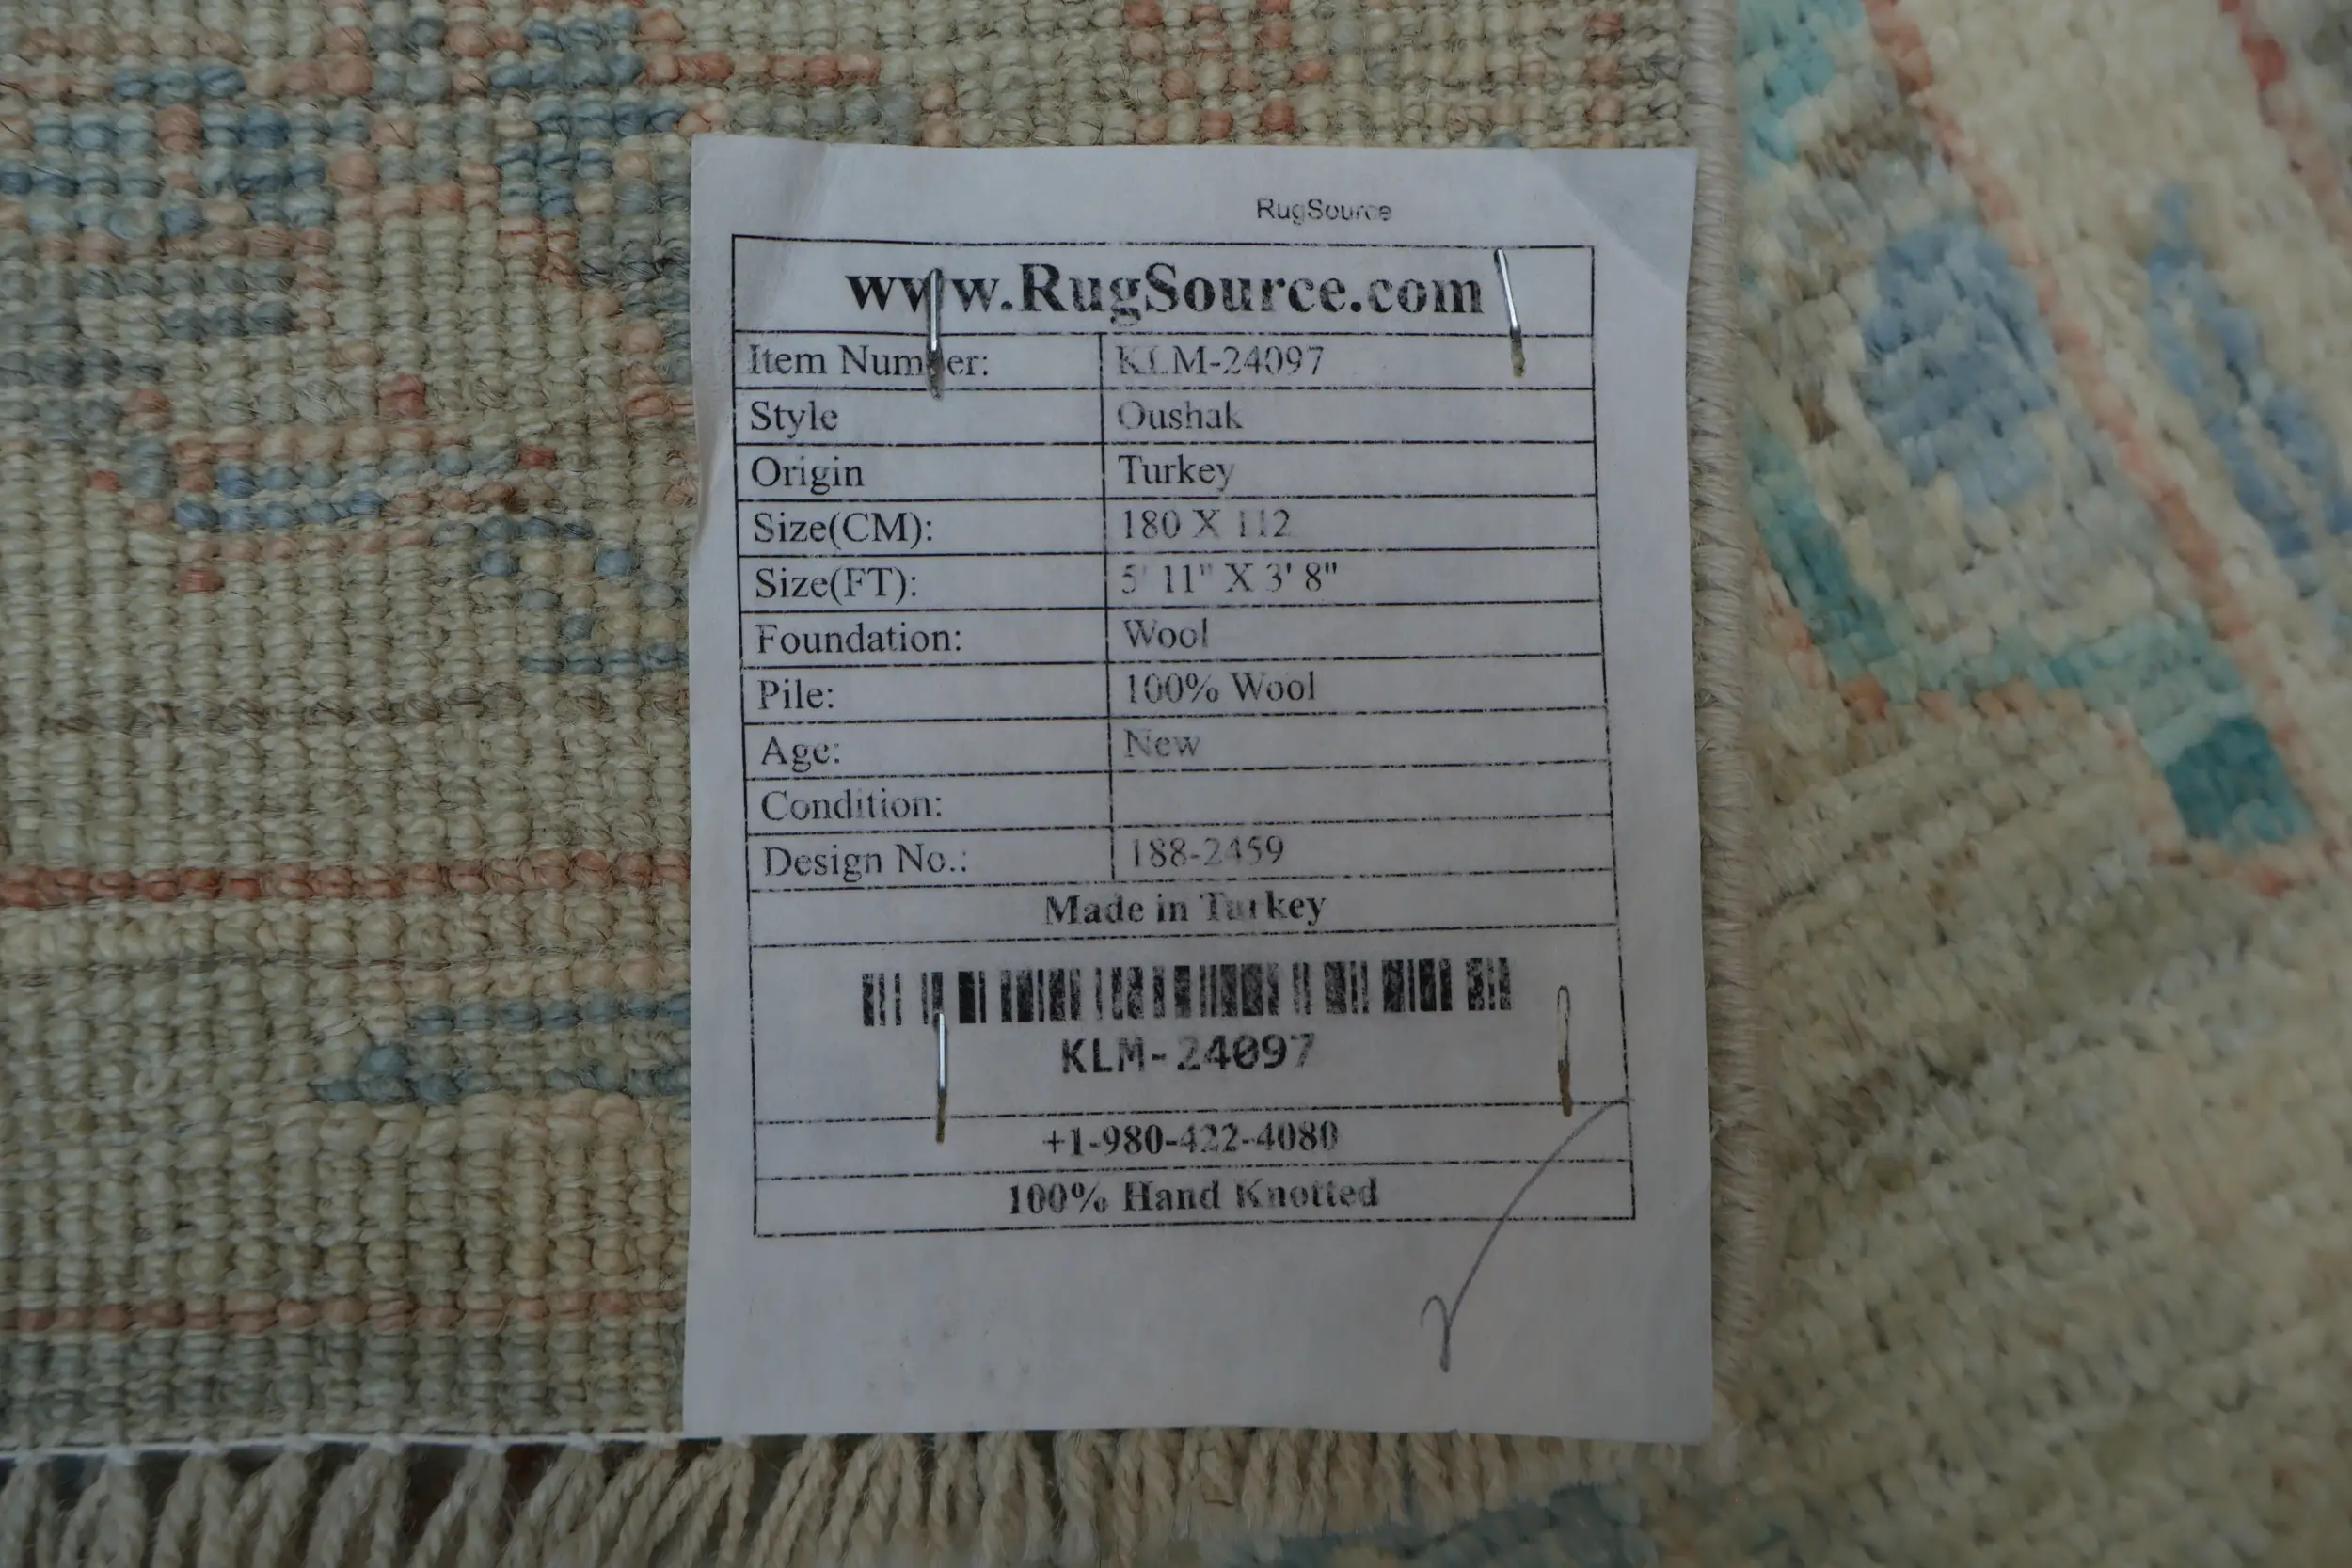 RugSource
www.RugSource.com
Item Number: KLM-24097
Style Oushak
Origin Turkey
Size(CM): 180 X 112
Size(FT): 5' 11" X 3' 8"
Foundation: Wool
Pile: 100% Wool
Age: New
Condition:
Design No.: 188-2459
Made in Turkey
KLM-24097
+1-980-422-4080
100% Hand Knotted